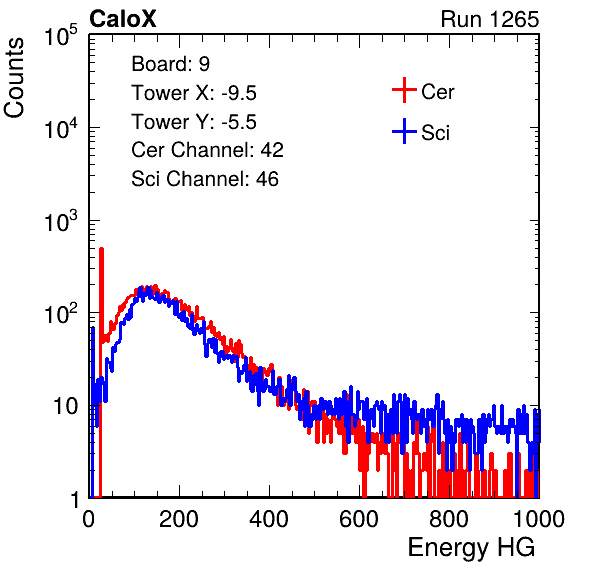 CaloX Run 1265
Counts
Board: 9
Tower X: -9.5
Tower Y: -5.5
Cer Channel: 42
Sci Channel: 46
Cer
Sci
10^5
10^4
10^3
10^2
10
1
0 200 400 600 800 1000
Energy HG